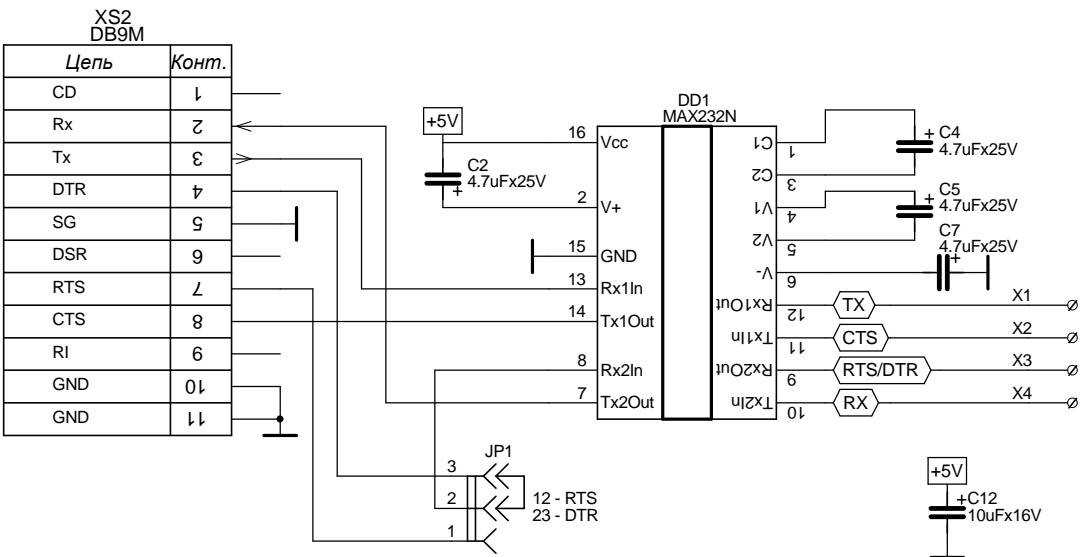 XS2
DB9M
Цепь Конт.
CD 1
Rx 2
Tx 3
DTR 4
SG 5
DSR 6
RTS 7
CTS 8
RI 9
GND 10
GND 11
+5V
C2
4.7uFx25V
DD1
MAX232N
16 Vcc
2 V+
15 GND
13 Rx1In
14 Tx1Out
8 Rx2In
7 Tx2Out
C1 1
C2 3
V1 4
V2 5
V- 6
Rx1Out 12
Tx1In 11
Rx2Out 9
Tx2In 10
+ C4
4.7uFx25V
+ C5
4.7uFx25V
C7
4.7uFx25V
+
TX X1
CTS X2
RTS/DTR X3
RX X4
JP1
3
2
1
12 - RTS
23 - DTR
+5V
+C12
10uFx16V